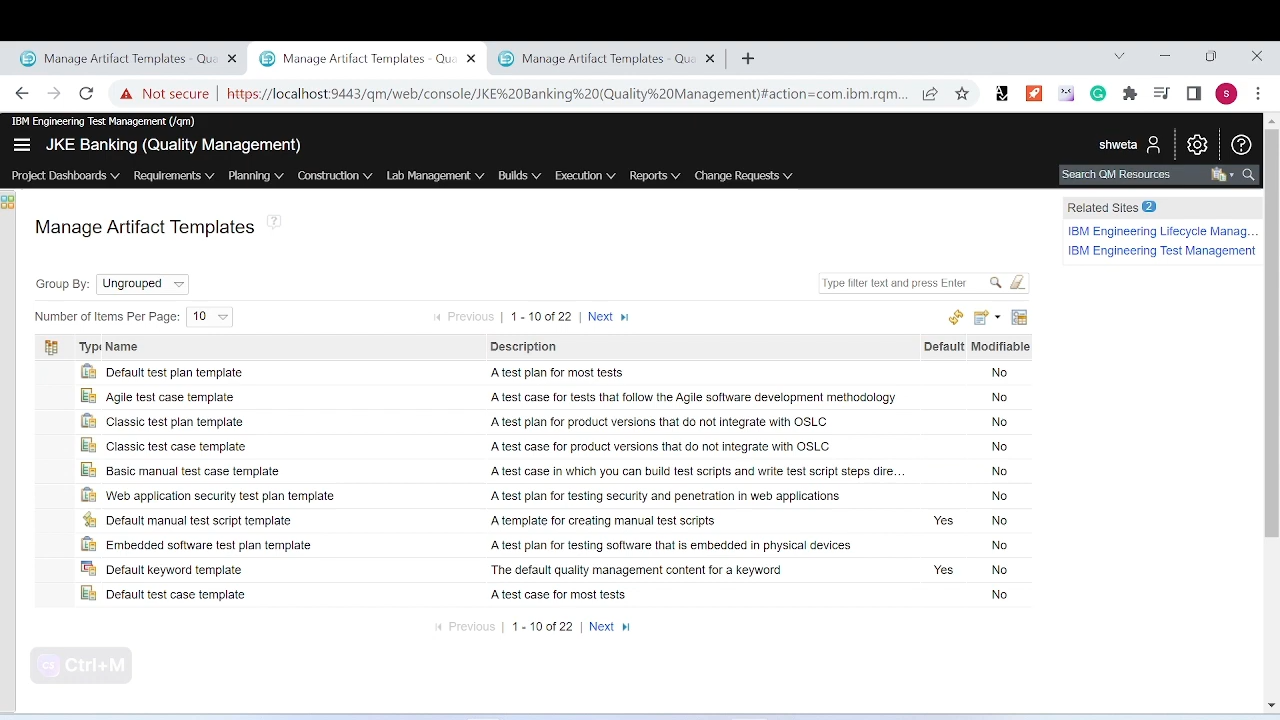 Manage Artifact Templates - Qua
Manage Artifact Templates - Qua
Manage Artifact Templates - Qua
Not secure
https://localhost:9443/qm/web/console/JKE%20Banking%20(Quality%20Management)#action=com.ibm.rqm...
S
IBM Engineering Test Management (/qm)
JKE Banking (Quality Management)
shweta
Project Dashboards
Requirements
Planning
Construction
Lab Management
Builds
Execution
Reports
Change Requests
Search QM Resources
Manage Artifact Templates
?
Related Sites 2
IBM Engineering Lifecycle Manag...
IBM Engineering Test Management
Group By: Ungrouped
Type filter text and press Enter
Number of Items Per Page: 10
Previous | 1 - 10 of 22 | Next
Type Name Description Default Modifiable
Default test plan template A test plan for most tests No
Agile test case template A test case for tests that follow the Agile software development methodology No
Classic test plan template A test plan for product versions that do not integrate with OSLC No
Classic test case template A test case for product versions that do not integrate with OSLC No
Basic manual test case template A test case in which you can build test scripts and write test script steps dire... No
Web application security test plan template A test plan for testing security and penetration in web applications No
Default manual test script template A template for creating manual test scripts Yes No
Embedded software test plan template A test plan for testing software that is embedded in physical devices No
Default keyword template The default quality management content for a keyword Yes No
Default test case template A test case for most tests No
Previous | 1 - 10 of 22 | Next
Ctrl+M